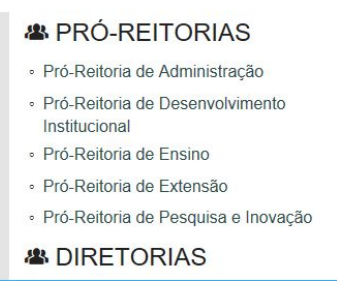 PRÓ-REITORIAS
Pró-Reitoria de Administração
Pró-Reitoria de Desenvolvimento
Institucional
Pró-Reitoria de Ensino
Pró-Reitoria de Extensão
Pró-Reitoria de Pesquisa e Inovação
DIRETORIAS